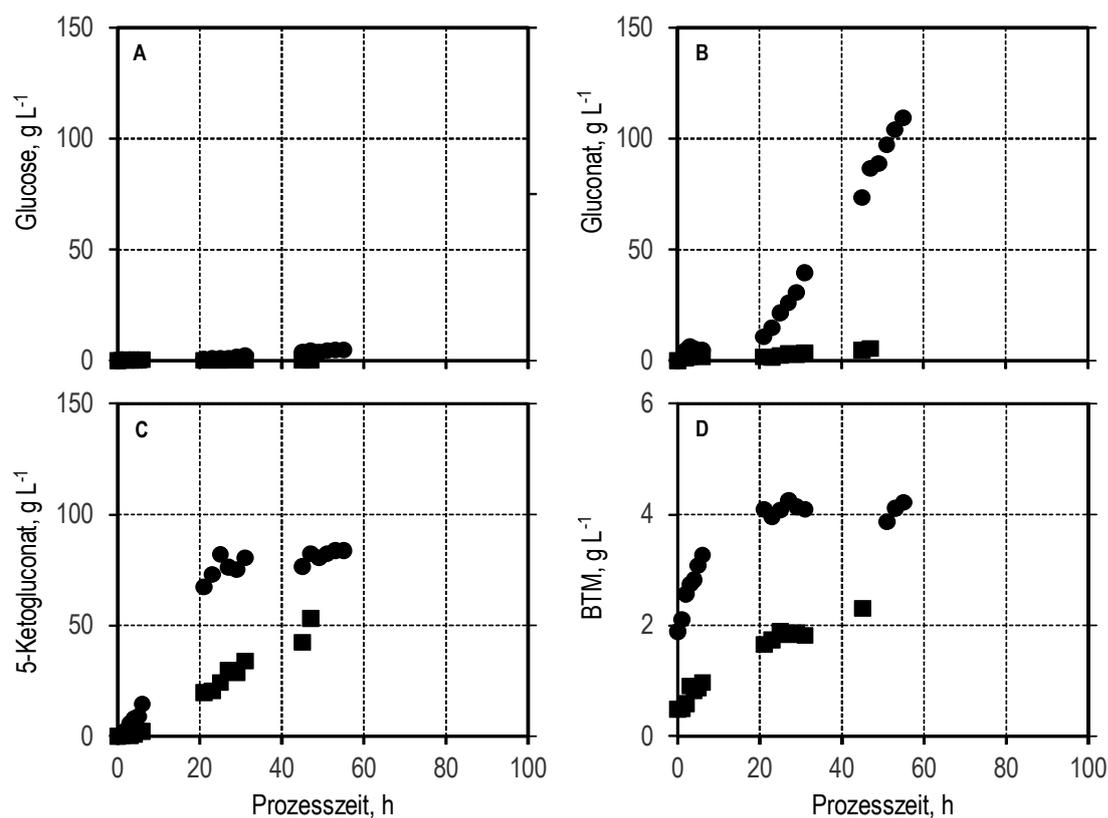 150
100
50
0
Glucose, g L⁻¹
A
150
100
50
0
Gluconat, g L⁻¹
B
150
100
50
0
5-Ketogluconat, g L⁻¹
C
0 20 40 60 80 100
Prozesszeit, h
6
4
2
0
BTM, g L⁻¹
D
0 20 40 60 80 100
Prozesszeit, h